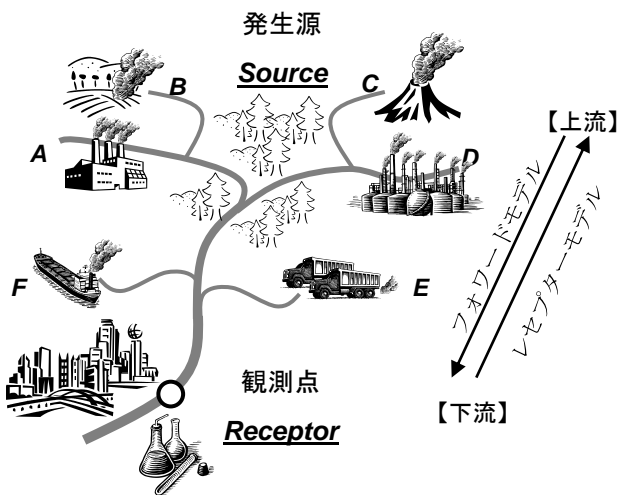 発生源
Source
B
C
【上流】
A
D
フォワードモデル
レセプターモデル
F
E
観測点
Receptor
【下流】